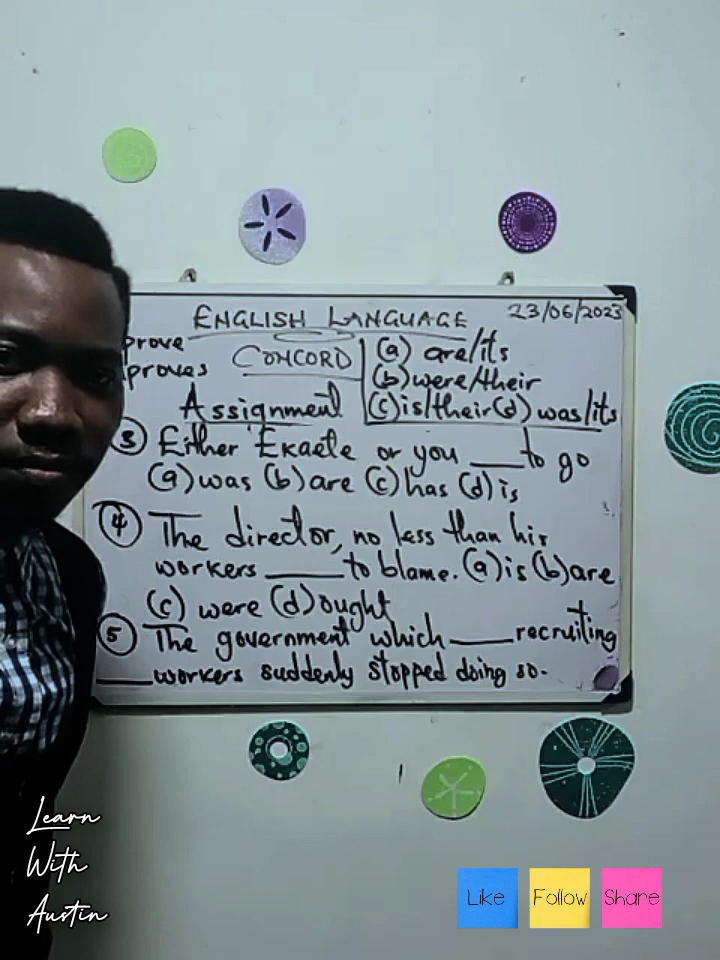 ENGLISH LANGUAGE 23/06/2023
prove
proves
CONCORD
(a) are/its
(b) were/their
(c) is/their (d) was/its
Assignment
③ Either Ekaete or you ___ to go
(a) was (b) are (c) has (d) is
④ The director, no less than his
workers ___ to blame. (a) is (b) are
(c) were (d) ought
⑤ The government which ___ recruiting
___ workers suddenly stopped doing so.
Learn
With
Austin
Like Follow Share